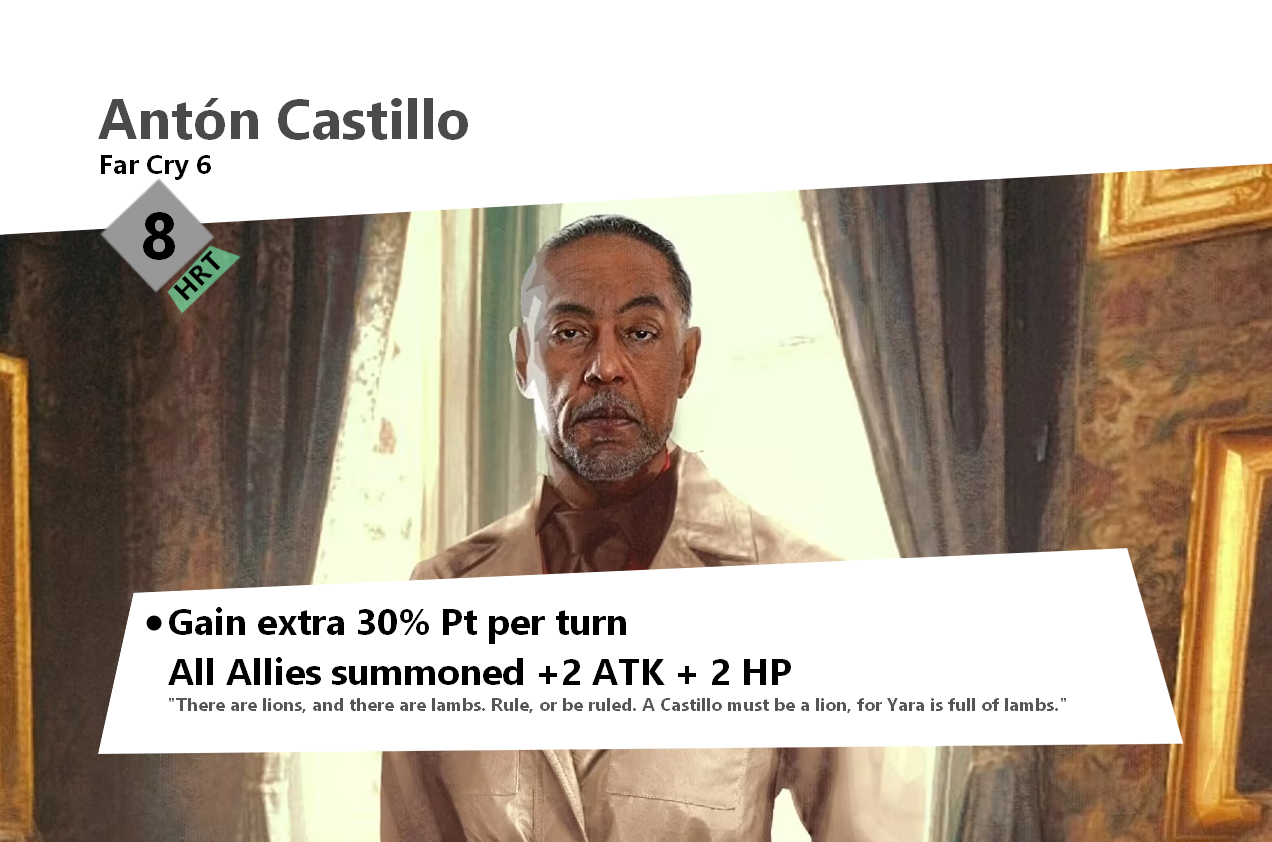 Antón Castillo
Far Cry 6
8
HRT
• Gain extra 30% Pt per turn
All Allies summoned +2 ATK + 2 HP
"There are lions, and there are lambs. Rule, or be ruled. A Castillo must be a lion, for Yara is full of lambs."